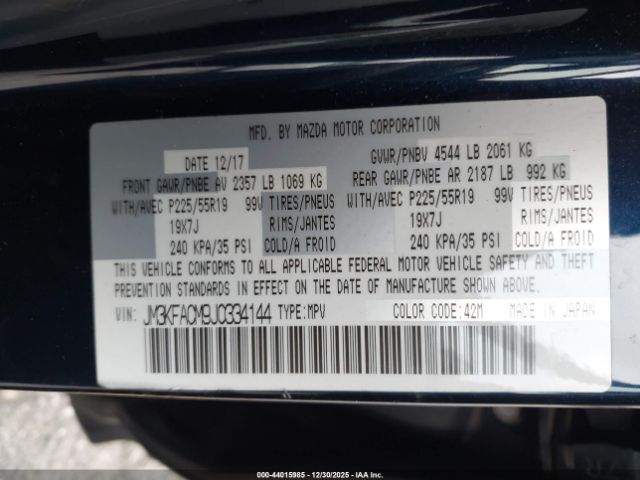 MFD. BY MAZDA MOTOR CORPORATION
DATE 12/17 GVWR/PNBV 4544 LB 2061 KG
FRONT GAWR/PNBE AV 2357 LB 1069 KG REAR GAWR/PNBE AR 2187 LB 992 KG
WITH/AVEC P225/55R19 99V TIRES/PNEUS WITH/AVEC P225/55R19 99V TIRES/PNEUS
19X7J RIMS/JANTES 19X7J RIMS/JANTES
240 KPA/35 PSI COLD/A FROID 240 KPA/35 PSI COLD/A FROID
THIS VEHICLE CONFORMS TO ALL APPLICABLE FEDERAL MOTOR VEHICLE SAFETY AND THEFT
PREVENTION STANDARDS IN EFFECT ON THE DATE OF MANUFACTURE SHOWN ABOVE.
VIN: JM3KFACM9J0334144 TYPE:MPV COLOR CODE:42M MADE IN JAPAN
000-44015985 - 12/30/2025 - IAA Inc.